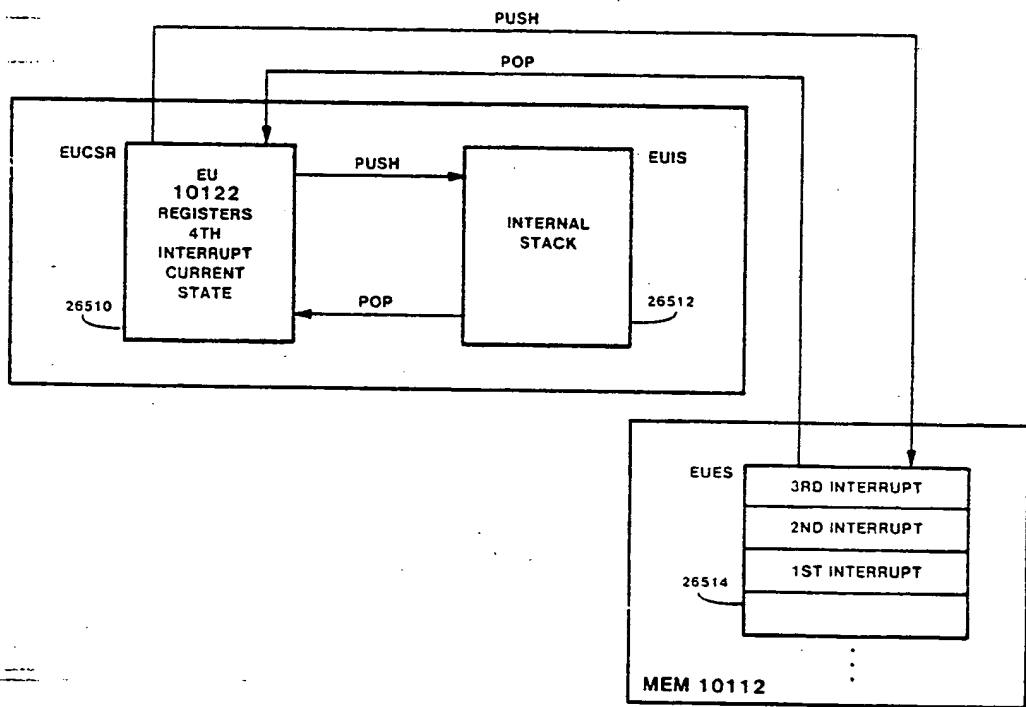 PUSH
POP
EUCSR
EU
10122
REGISTERS
4TH
INTERRUPT
CURRENT
STATE
26510
PUSH
POP
EUIS
INTERNAL
STACK
26512
EUES
3RD INTERRUPT
2ND INTERRUPT
1ST INTERRUPT
26514
MEM 10112